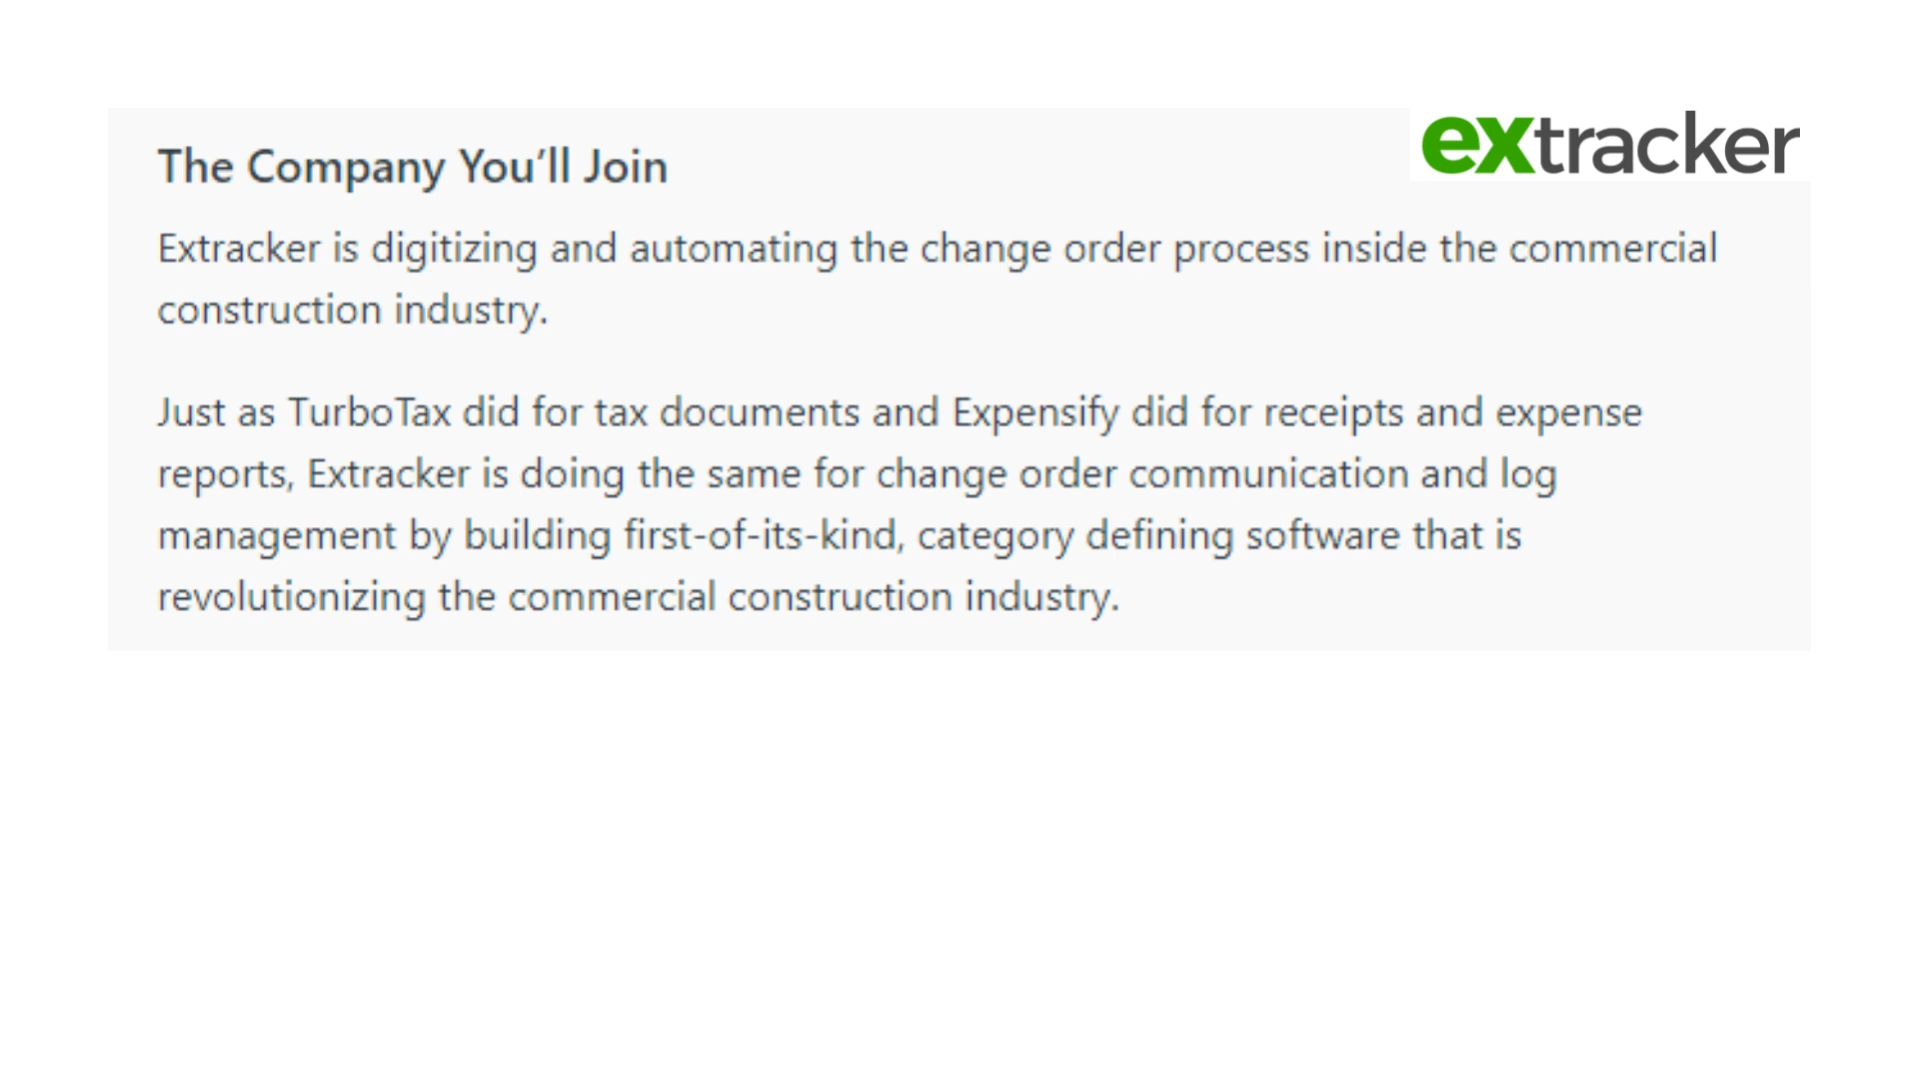 extracker
The Company You’ll Join
Extracker is digitizing and automating the change order process inside the commercial
construction industry.
Just as TurboTax did for tax documents and Expensify did for receipts and expense
reports, Extracker is doing the same for change order communication and log
management by building first-of-its-kind, category defining software that is
revolutionizing the commercial construction industry.